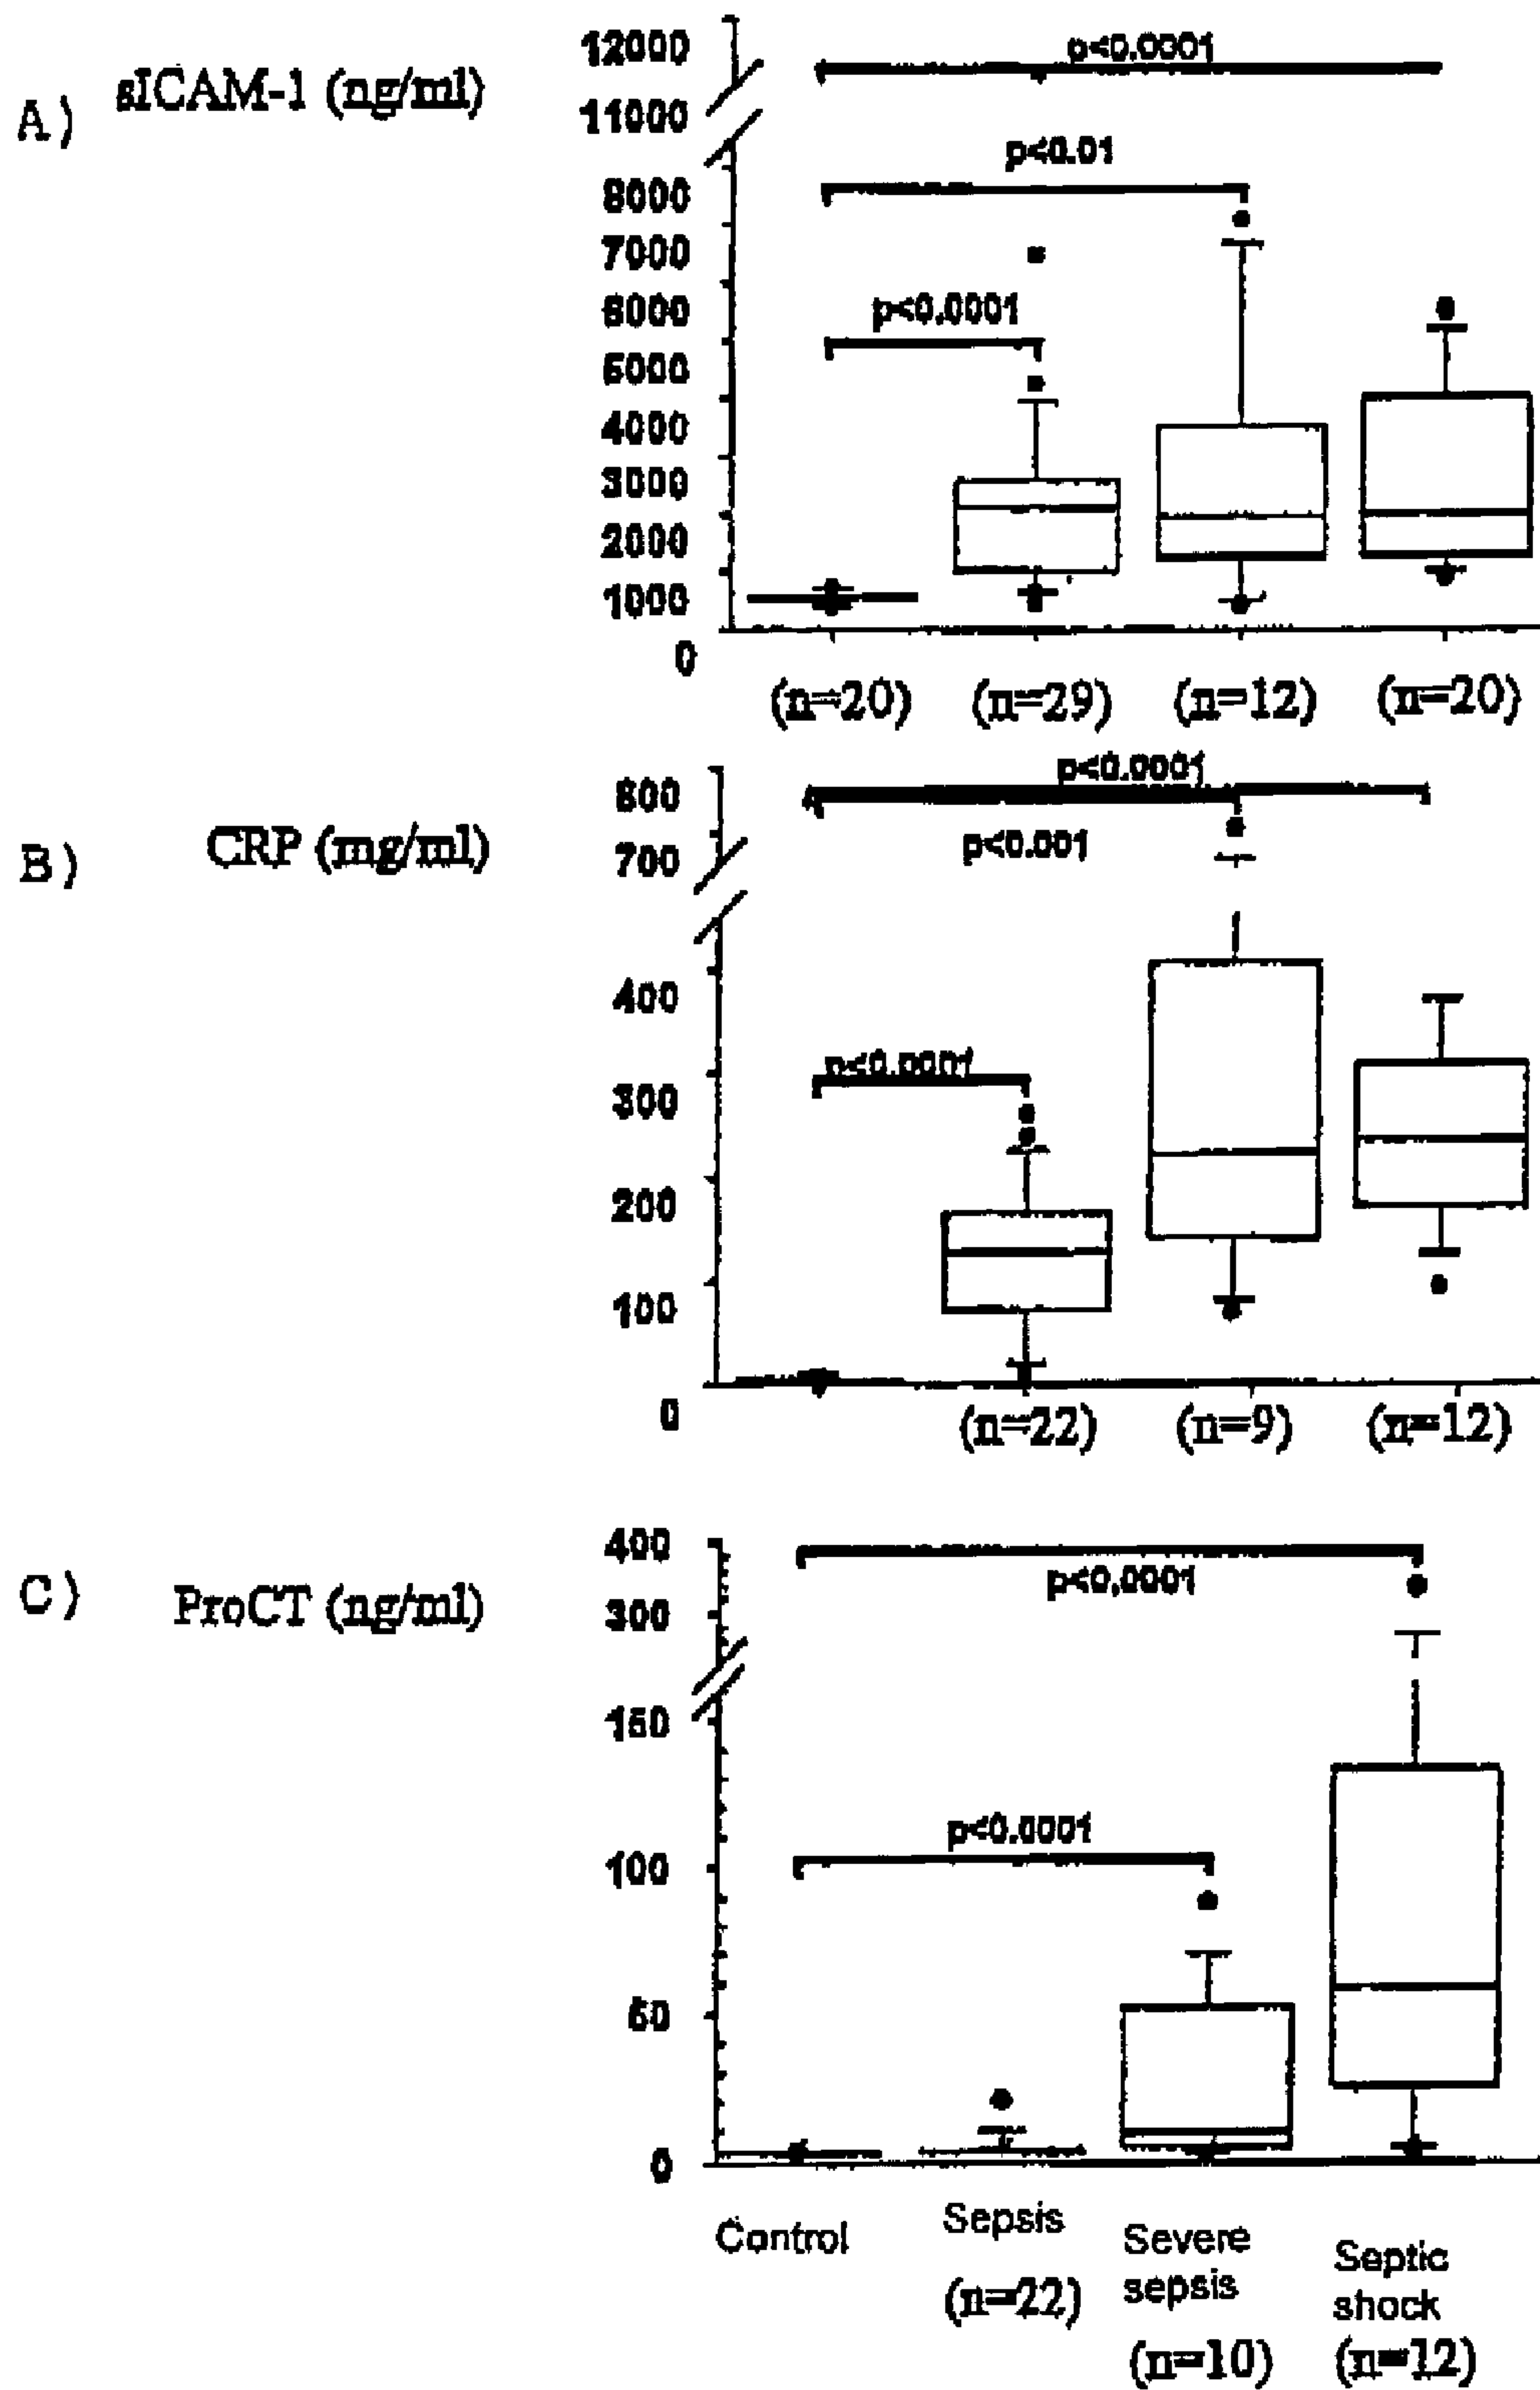 A) sICAM-1 (ng/ml)
12000
11000
8000
7000
6000
5000
4000
3000
2000
1000
0
p<0.0001
p<0.01
p<0.0001
(n=20) (n=29) (n=12) (n=20)
B) CRP (mg/ml)
800
700
400
300
200
100
0
p<0.0001
p<0.001
p<0.0001
(n=22) (n=9) (n=12)
C) ProCT (ng/ml)
400
300
150
100
50
0
p<0,0001
p<0.0001
Control
Sepsis
(n=22)
Severe
sepsis
(n=10)
Septic
shock
(n=12)